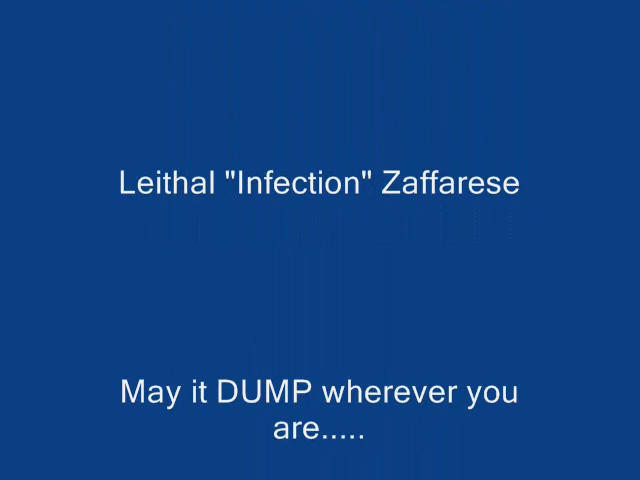 Leithal "Infection" Zaffarese
May it DUMP wherever you
are.....